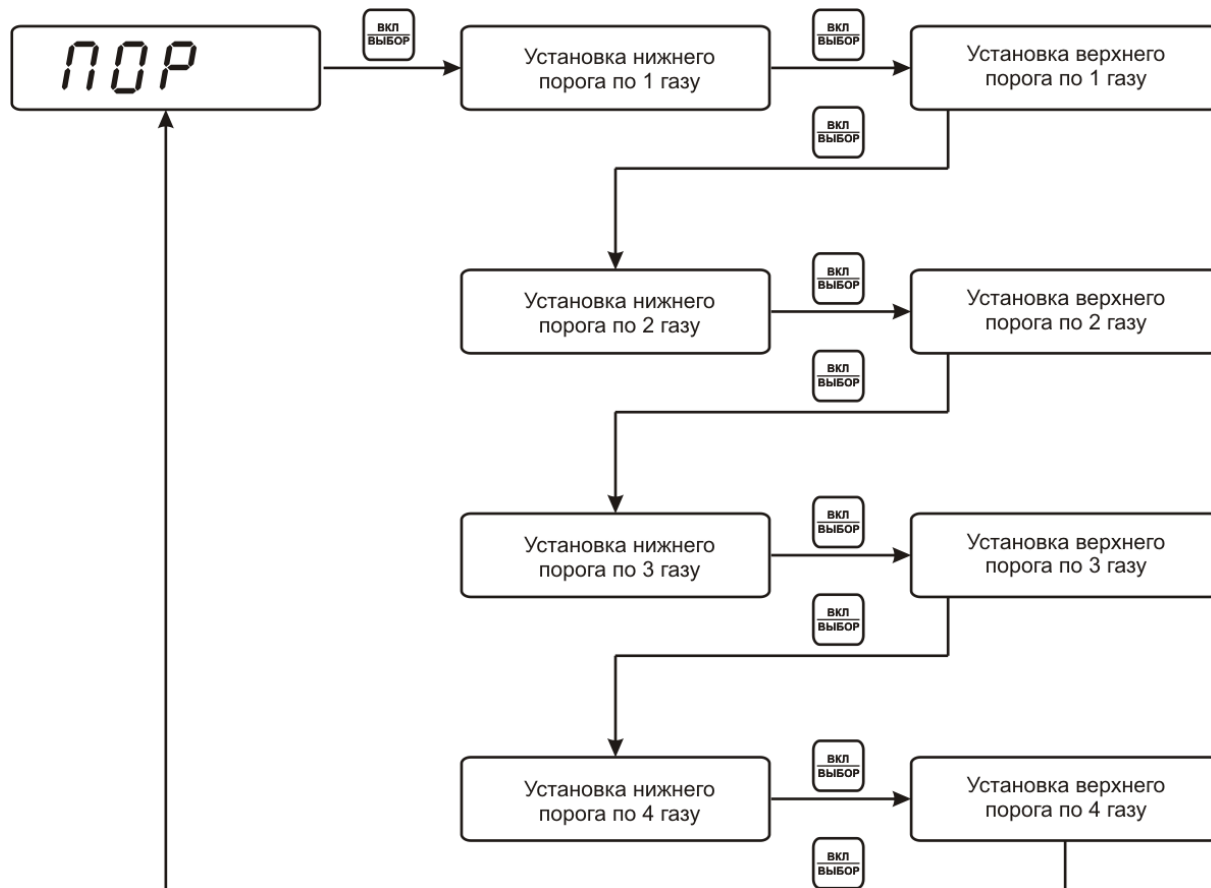 ПОР
ВКЛ
ВЫБОР
Установка нижнего
порога по 1 газу
ВКЛ
ВЫБОР
Установка верхнего
порога по 1 газу
ВКЛ
ВЫБОР
Установка нижнего
порога по 2 газу
ВКЛ
ВЫБОР
Установка верхнего
порога по 2 газу
ВКЛ
ВЫБОР
Установка нижнего
порога по 3 газу
ВКЛ
ВЫБОР
Установка верхнего
порога по 3 газу
ВКЛ
ВЫБОР
Установка нижнего
порога по 4 газу
ВКЛ
ВЫБОР
Установка верхнего
порога по 4 газу
ВКЛ
ВЫБОР